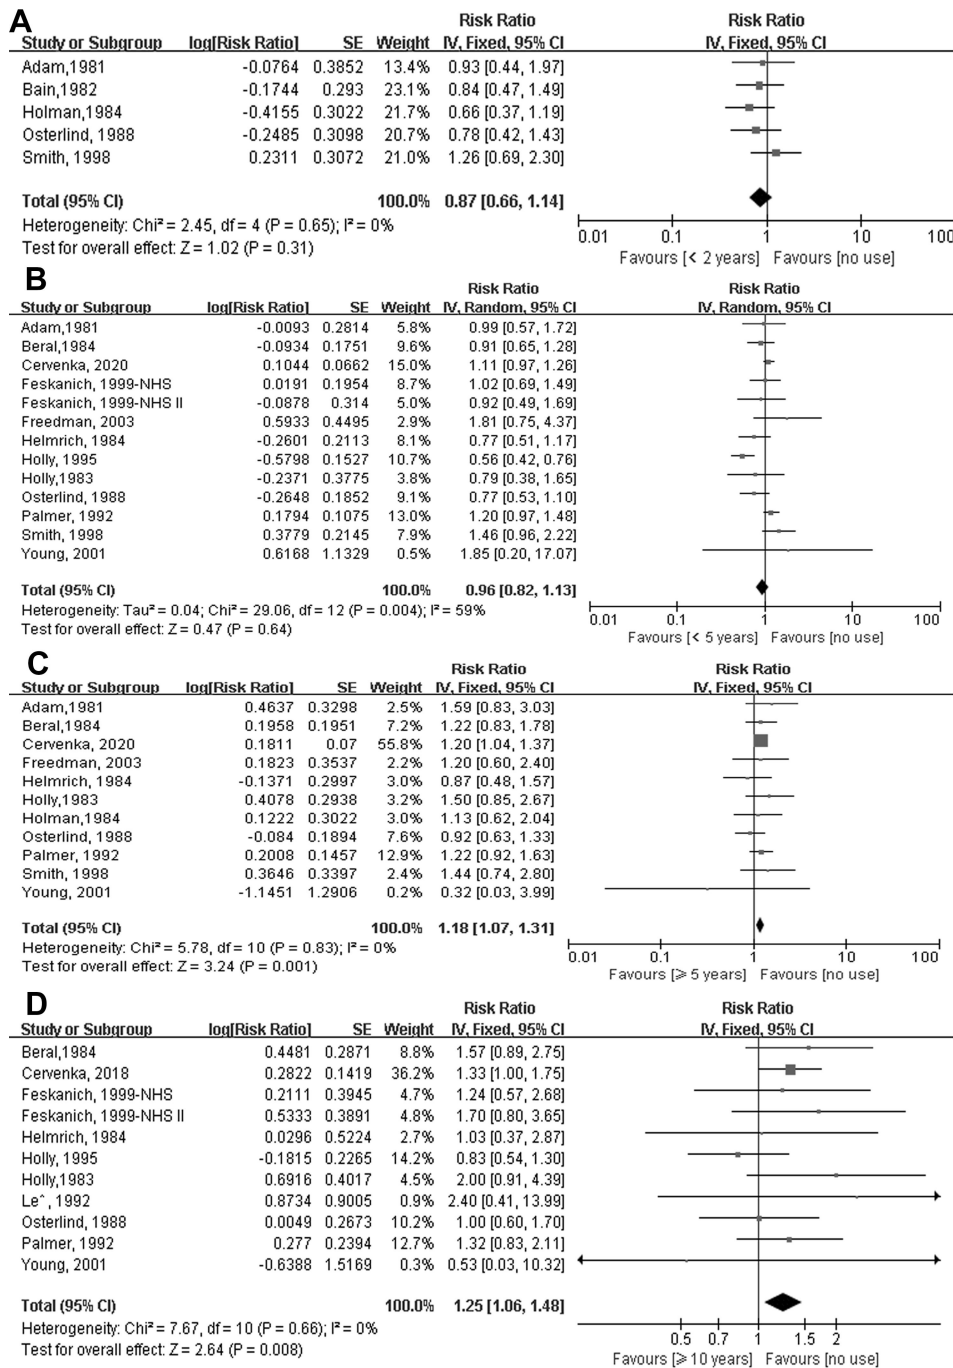 A
Risk Ratio Risk Ratio
Study or Subgroup log[Risk Ratio] SE Weight IV, Fixed, 95% CI IV, Fixed, 95% CI
Adam,1981 -0.0764 0.3852 13.4% 0.93 [0.44, 1.97]
Bain,1982 -0.1744 0.293 23.1% 0.84 [0.47, 1.49]
Holman,1984 -0.4155 0.3022 21.7% 0.66 [0.37, 1.19]
Osterlind, 1988 -0.2485 0.3098 20.7% 0.78 [0.42, 1.43]
Smith, 1998 0.2311 0.3072 21.0% 1.26 [0.69, 2.30]
Total (95% CI) 100.0% 0.87 [0.66, 1.14]
Heterogeneity: Chi² = 2.45, df = 4 (P = 0.65); I² = 0%
Test for overall effect: Z = 1.02 (P = 0.31)
0.01 0.1 1 10 100
Favours [< 2 years] Favours [no use]
B
Risk Ratio Risk Ratio
Study or Subgroup log[Risk Ratio] SE Weight IV, Random, 95% CI IV, Random, 95% CI
Adam,1981 -0.0093 0.2814 5.8% 0.99 [0.57, 1.72]
Beral,1984 -0.0934 0.1751 9.6% 0.91 [0.65, 1.28]
Cervenka, 2020 0.1044 0.0662 15.0% 1.11 [0.97, 1.26]
Feskanich, 1999-NHS 0.0191 0.1954 8.7% 1.02 [0.69, 1.49]
Feskanich, 1999-NHS II -0.0878 0.314 5.0% 0.92 [0.49, 1.69]
Freedman, 2003 0.5933 0.4495 2.9% 1.81 [0.75, 4.37]
Helmrich, 1984 -0.2601 0.2113 8.1% 0.77 [0.51, 1.17]
Holly, 1995 -0.5798 0.1527 10.7% 0.56 [0.42, 0.76]
Holly,1983 -0.2371 0.3775 3.8% 0.79 [0.38, 1.65]
Osterlind, 1988 -0.2648 0.1852 9.1% 0.77 [0.53, 1.10]
Palmer, 1992 0.1794 0.1075 13.0% 1.20 [0.97, 1.48]
Smith, 1998 0.3779 0.2145 7.9% 1.46 [0.96, 2.22]
Young, 2001 0.6168 1.1329 0.5% 1.85 [0.20, 17.07]
Total (95% CI) 100.0% 0.96 [0.82, 1.13]
Heterogeneity: Tau² = 0.04; Chi² = 29.06, df = 12 (P = 0.004); I² = 59%
Test for overall effect: Z = 0.47 (P = 0.64)
0.01 0.1 1 10 100
Favours [< 5 years] Favours [no use]
C
Risk Ratio Risk Ratio
Study or Subgroup log[Risk Ratio] SE Weight IV, Fixed, 95% CI IV, Fixed, 95% CI
Adam,1981 0.4637 0.3298 2.5% 1.59 [0.83, 3.03]
Beral,1984 0.1958 0.1951 7.2% 1.22 [0.83, 1.78]
Cervenka, 2020 0.1811 0.07 55.8% 1.20 [1.04, 1.37]
Freedman, 2003 0.1823 0.3537 2.2% 1.20 [0.60, 2.40]
Helmrich, 1984 -0.1371 0.2997 3.0% 0.87 [0.48, 1.57]
Holly,1983 0.4078 0.2938 3.2% 1.50 [0.85, 2.67]
Holman,1984 0.1222 0.3022 3.0% 1.13 [0.62, 2.04]
Osterlind, 1988 -0.084 0.1894 7.6% 0.92 [0.63, 1.33]
Palmer, 1992 0.2008 0.1457 12.9% 1.22 [0.92, 1.63]
Smith, 1998 0.3646 0.3397 2.4% 1.44 [0.74, 2.80]
Young, 2001 -1.1451 1.2906 0.2% 0.32 [0.03, 3.99]
Total (95% CI) 100.0% 1.18 [1.07, 1.31]
Heterogeneity: Chi² = 5.78, df = 10 (P = 0.83); I² = 0%
Test for overall effect: Z = 3.24 (P = 0.001)
0.01 0.1 1 10 100
Favours [⩾ 5 years] Favours [no use]
D
Risk Ratio Risk Ratio
Study or Subgroup log[Risk Ratio] SE Weight IV, Fixed, 95% CI IV, Fixed, 95% CI
Beral,1984 0.4481 0.2871 8.8% 1.57 [0.89, 2.75]
Cervenka, 2018 0.2822 0.1419 36.2% 1.33 [1.00, 1.75]
Feskanich, 1999-NHS 0.2111 0.3945 4.7% 1.24 [0.57, 2.68]
Feskanich, 1999-NHS II 0.5333 0.3891 4.8% 1.70 [0.80, 3.65]
Helmrich, 1984 0.0296 0.5224 2.7% 1.03 [0.37, 2.87]
Holly, 1995 -0.1815 0.2265 14.2% 0.83 [0.54, 1.30]
Holly,1983 0.6916 0.4017 4.5% 2.00 [0.91, 4.39]
Leˆ, 1992 0.8734 0.9005 0.9% 2.40 [0.41, 13.99]
Osterlind, 1988 0.0049 0.2673 10.2% 1.00 [0.60, 1.70]
Palmer, 1992 0.277 0.2394 12.7% 1.32 [0.83, 2.11]
Young, 2001 -0.6388 1.5169 0.3% 0.53 [0.03, 10.32]
Total (95% CI) 100.0% 1.25 [1.06, 1.48]
Heterogeneity: Chi² = 7.67, df = 10 (P = 0.66); I² = 0%
Test for overall effect: Z = 2.64 (P = 0.008)
0.5 0.7 1 1.5 2
Favours [⩾ 10 years] Favours [no use]